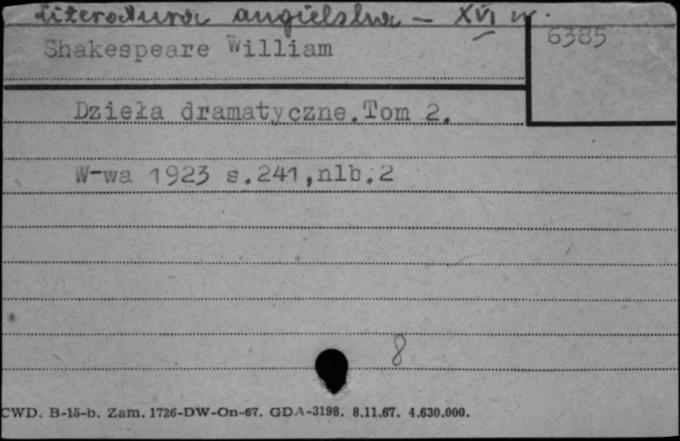 Literatura angielska - XVI w.
Shakespeare William
6385
Dzieła dramatyczne.Tom 2.
W-wa 1923 s.241,nlb.2
8
CWD. B-15-b. Zam. 1726-DW-On-67. GDA-3198. 8.11.67. 4.630.000.